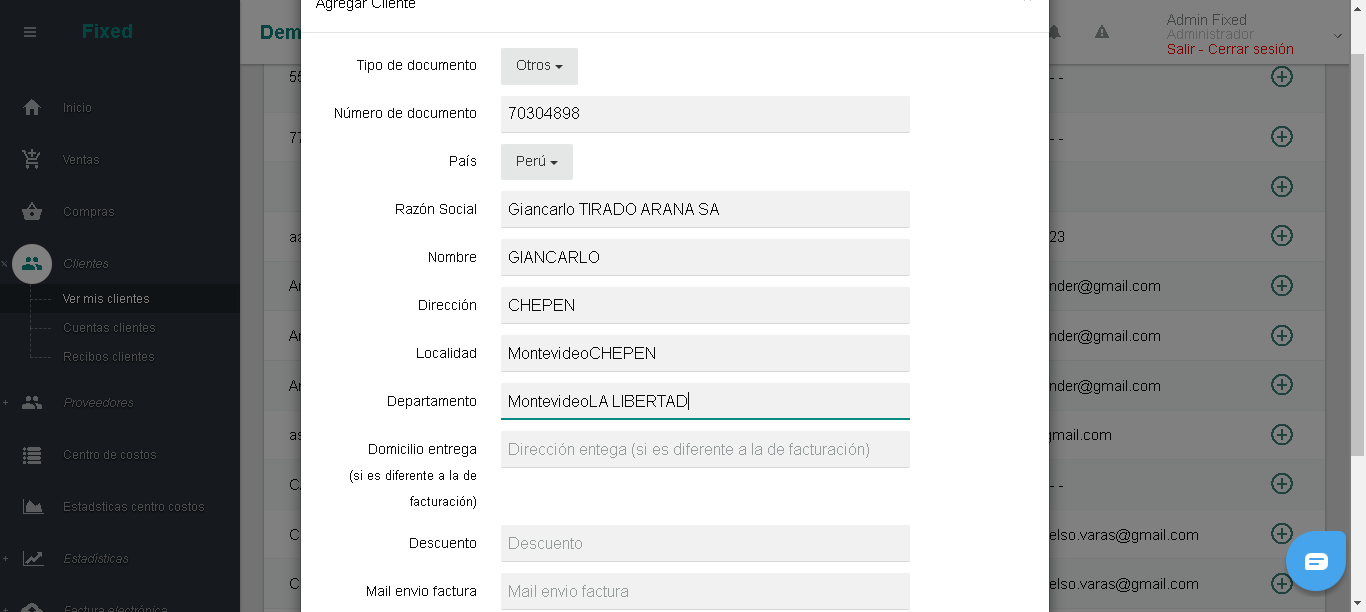 Agregar Cliente
Fixed
Dem
Admin Fixed
Administrador
Salir - Cerrar sesión
Inicio
Ventas
Compras
Clientes
Ver mis clientes
Cuentas clientes
Recibos clientes
Proveedores
Centro de costos
Estadsticas centro costos
Estadísticas
Factura electrónica
Tipo de documento Otros
Número de documento 70304898
País Perú
Razón Social Giancarlo TIRADO ARANA SA
Nombre GIANCARLO
Dirección CHEPEN
Localidad MontevideoCHEPEN
Departamento MontevideoLA LIBERTAD
Domicilio entrega Dirección entega (si es diferente a la de facturación)
(si es diferente a la de
facturación)
Descuento Descuento
Mail envio factura Mail envio factura
55 - -
77 - -
aa 23
An nder@gmail.com
An nder@gmail.com
An nder@gmail.com
as gmail.com
CA - -
C elso.varas@gmail.com
C elso.varas@gmail.com